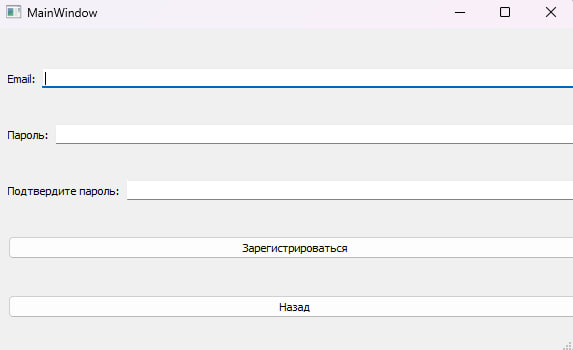 MainWindow
Email:
Пароль:
Подтвердите пароль:
Зарегистрироваться
Назад